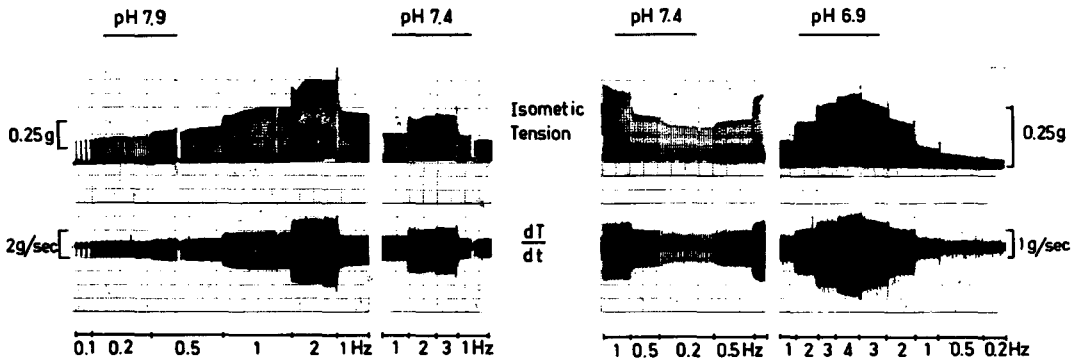 pH 7.9 pH 7.4 pH 7.4 pH 6.9
Isometic
Tension
0.25g 0.25g
2g/sec dT 1g/sec
dt
0.1 0.2 0.5 1 2 1Hz 1 2 3 1Hz 1 0.5 0.2 0.5Hz 1 2 3 4 3 2 1 0.5 0.2Hz